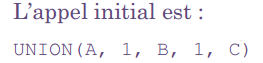 L’appel initial est :
UNION(A, 1, B, 1, C)